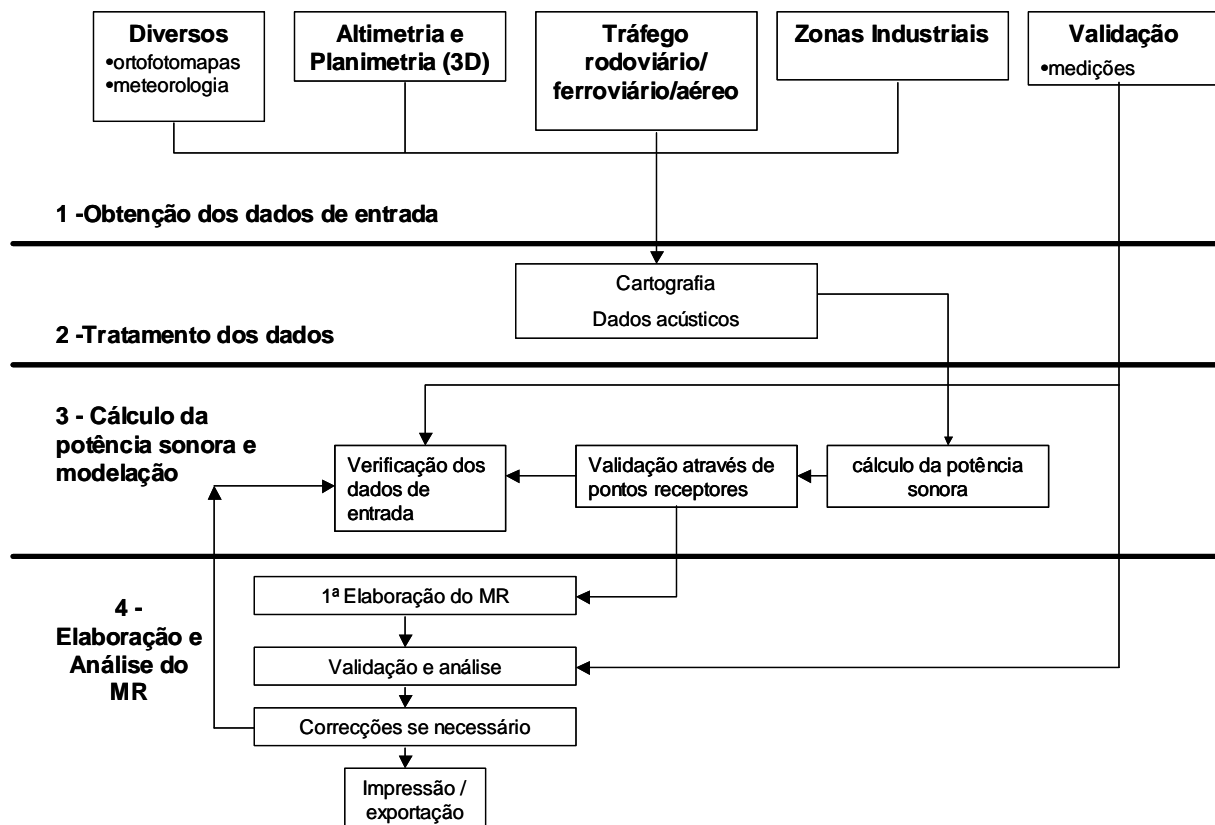 Diversos
•ortofotomapas
•meteorologia
Altimetria e
Planimetria (3D)
Tráfego
rodoviário/
ferroviário/aéreo
Zonas Industriais
Validação
•medições
1 -Obtenção dos dados de entrada
Cartografia
Dados acústicos
2 -Tratamento dos dados
3 - Cálculo da
potência sonora e
modelação
Verificação dos
dados de
entrada
Validação através de
pontos receptores
cálculo da potência
sonora
4 -
Elaboração e
Análise do
MR
1ª Elaboração do MR
Validação e análise
Correcções se necessário
Impressão /
exportação